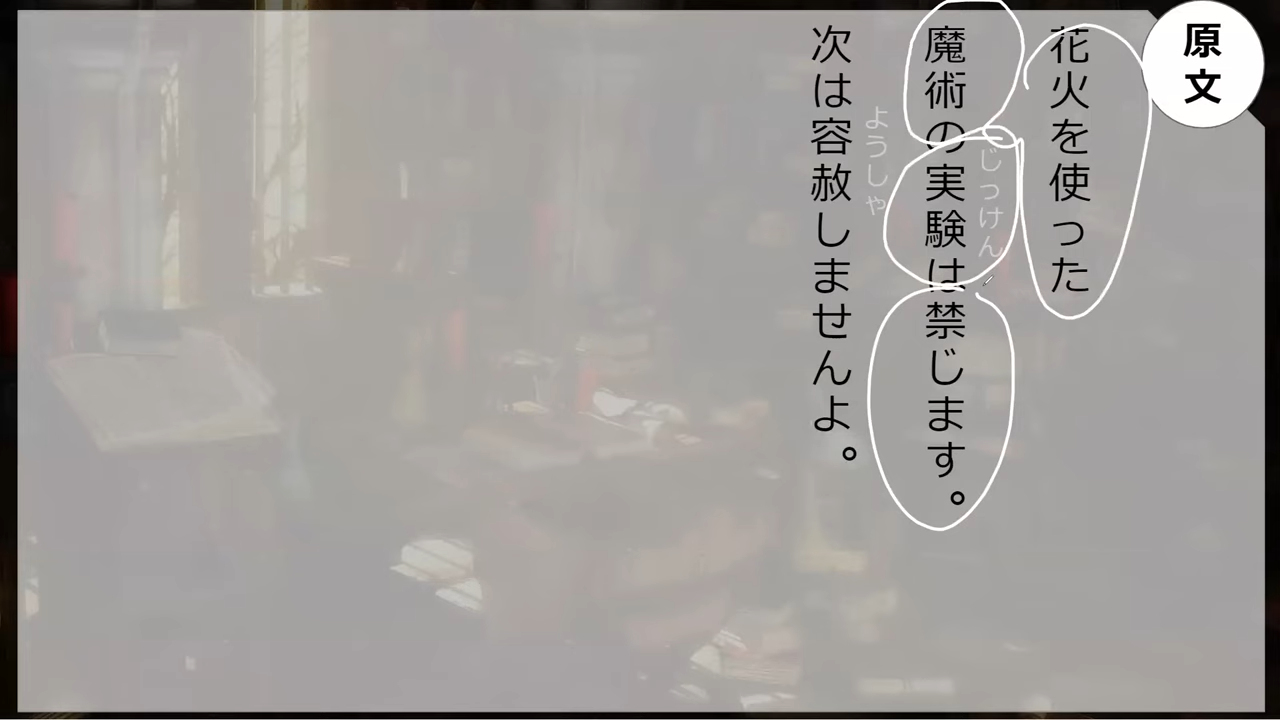 原文
花火を使った
魔術の実験は禁じます。
じっけん
次は容赦しませんよ。
ようしゃ